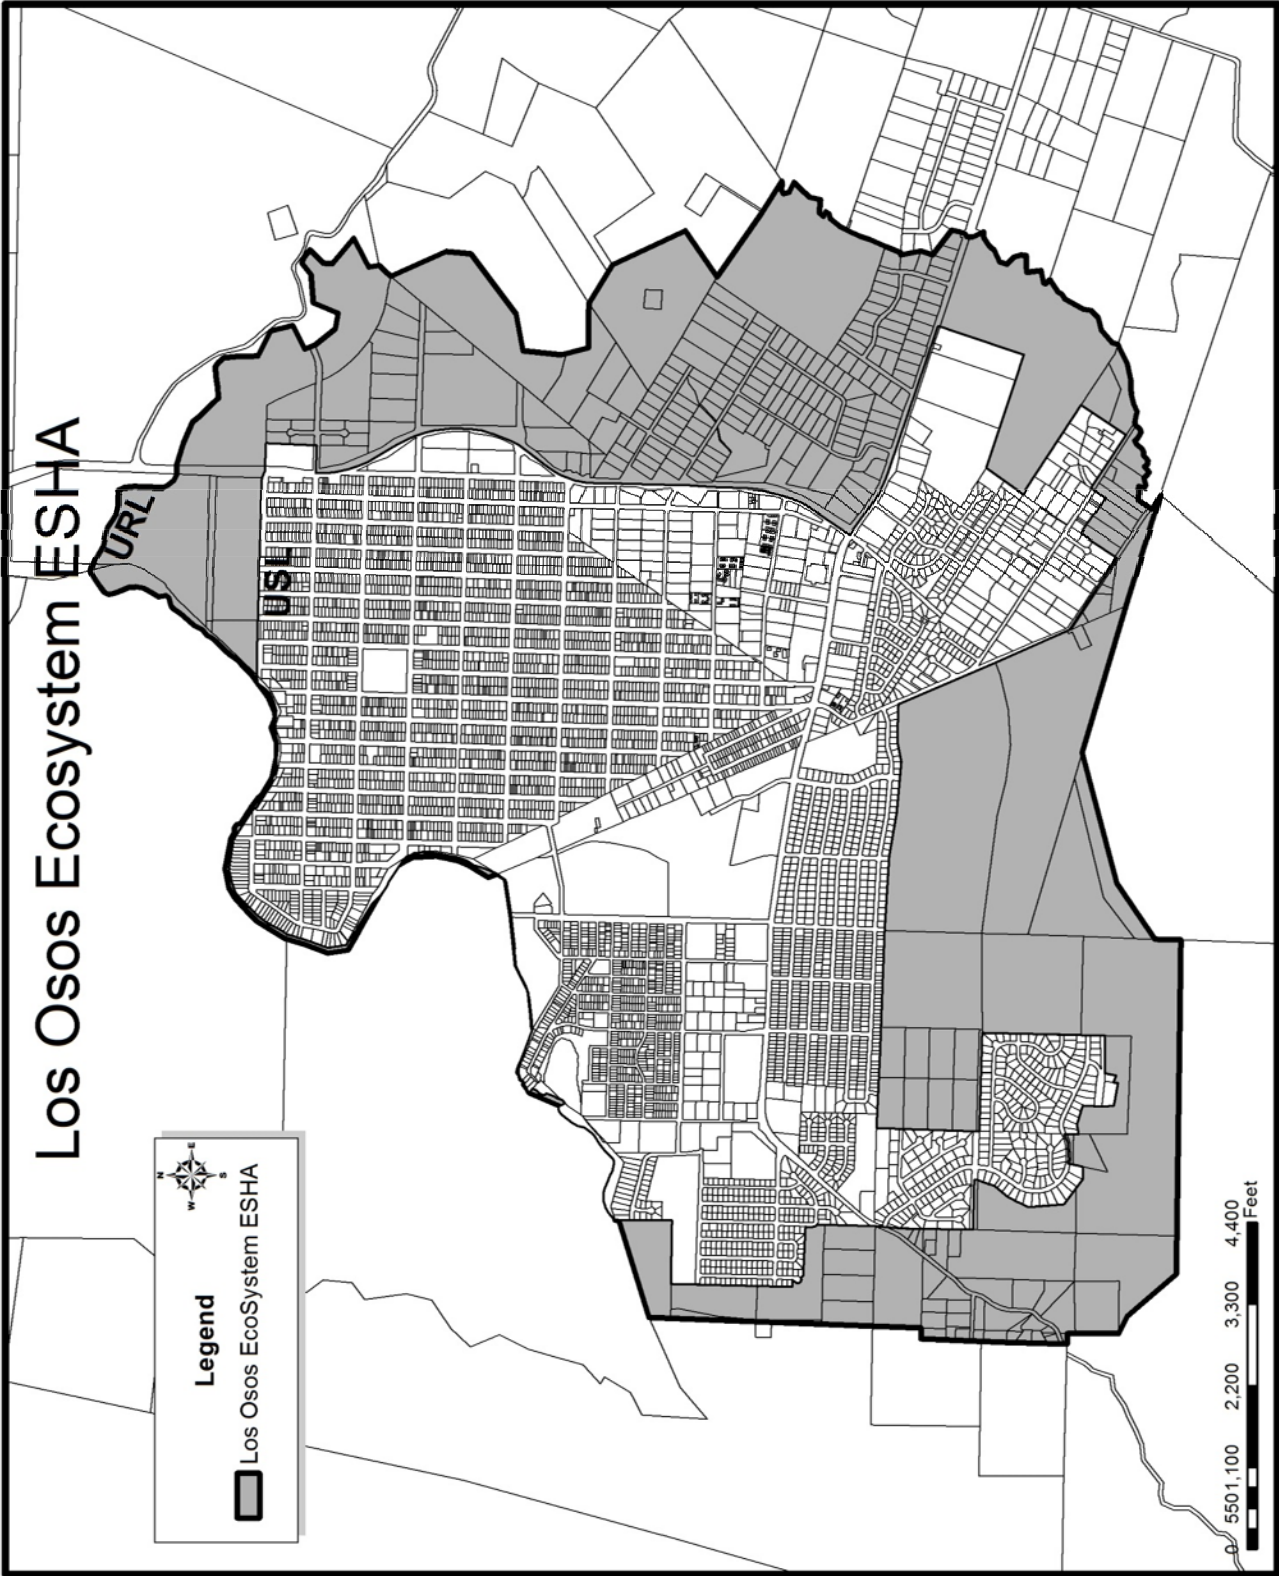 Los Osos Ecosystem ESHA
URL
USL
Legend
Los Osos EcoSystem ESHA
N
W E
S
0 550 1,100 2,200 3,300 4,400
Feet